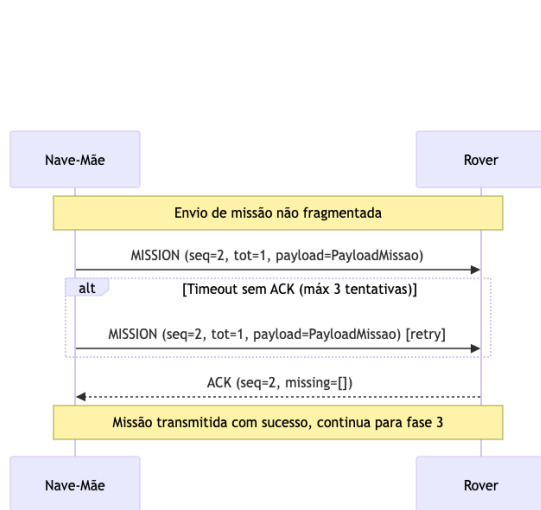 Nave-Mãe
Rover
Envio de missão não fragmentada
MISSION (seq=2, tot=1, payload=PayloadMissao)
alt
[Timeout sem ACK (máx 3 tentativas)]
MISSION (seq=2, tot=1, payload=PayloadMissao) [retry]
ACK (seq=2, missing=[])
Missão transmitida com sucesso, continua para fase 3
Nave-Mãe
Rover